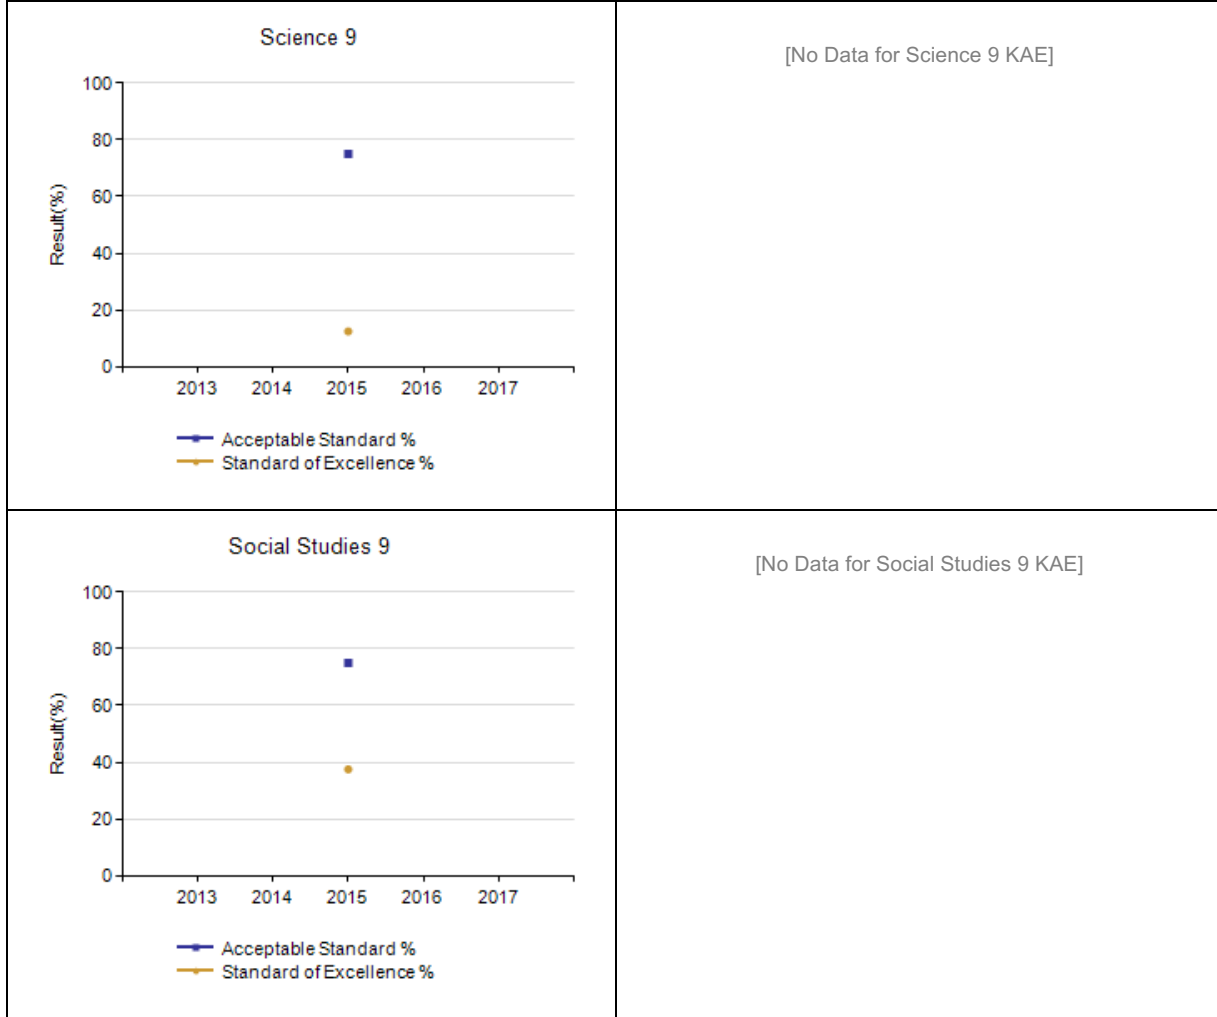 Science 9
100
80
60
40
20
0
Result(%)
2013 2014 2015 2016 2017
Acceptable Standard %
Standard of Excellence %
[No Data for Science 9 KAE]
Social Studies 9
100
80
60
40
20
0
Result(%)
2013 2014 2015 2016 2017
Acceptable Standard %
Standard of Excellence %
[No Data for Social Studies 9 KAE]